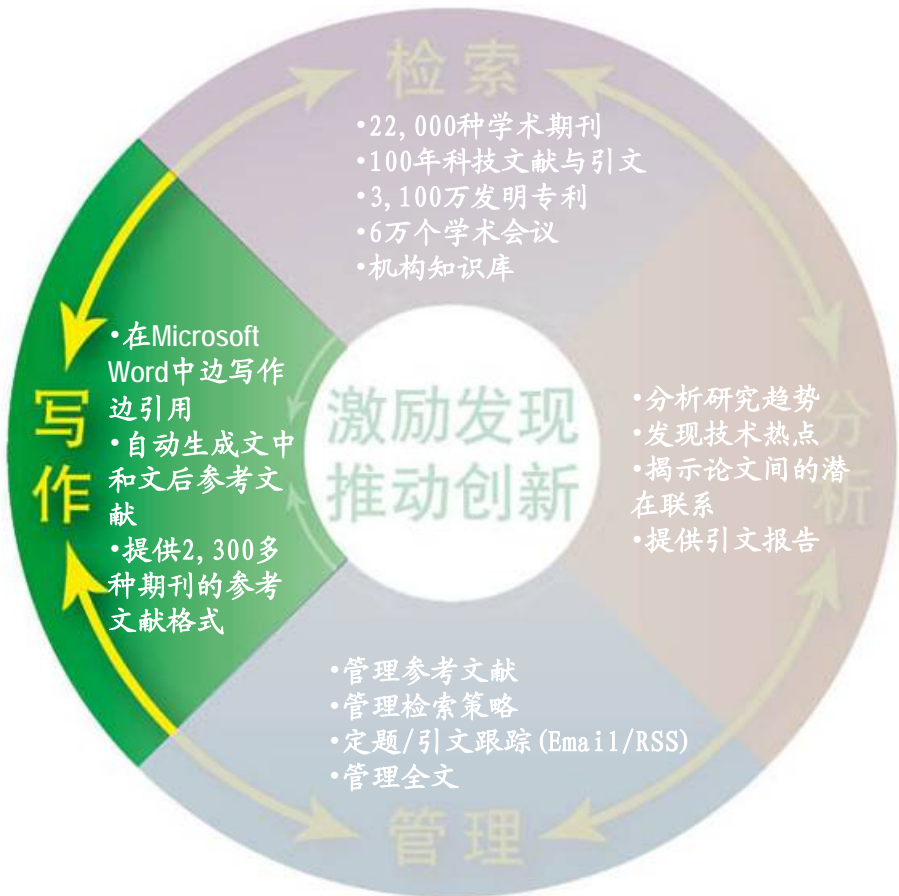 检索
•22,000种学术期刊
•100年科技文献与引文
•3,100万发明专利
•6万个学术会议
•机构知识库
写作
•在Microsoft
Word中边写作
边引用
•自动生成文中
和文后参考文
献
•提供2,300多
种期刊的参考
文献格式
激励发现
推动创新
分析
•分析研究趋势
•发现技术热点
•揭示论文间的潜
在联系
•提供引文报告
•管理参考文献
•管理检索策略
•定题/引文跟踪(Email/RSS)
•管理全文
管理